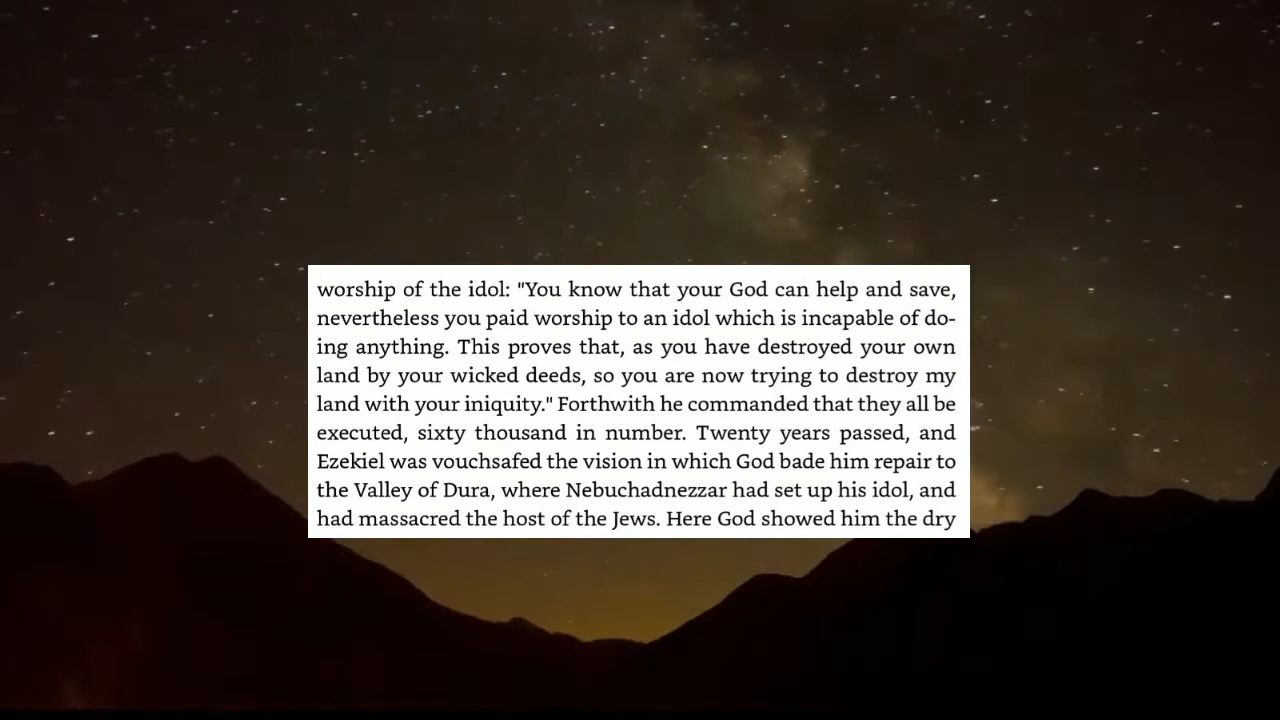 worship of the idol: "You know that your God can help and save,
nevertheless you paid worship to an idol which is incapable of do-
ing anything. This proves that, as you have destroyed your own
land by your wicked deeds, so you are now trying to destroy my
land with your iniquity." Forthwith he commanded that they all be
executed, sixty thousand in number. Twenty years passed, and
Ezekiel was vouchsafed the vision in which God bade him repair to
the Valley of Dura, where Nebuchadnezzar had set up his idol, and
had massacred the host of the Jews. Here God showed him the dry